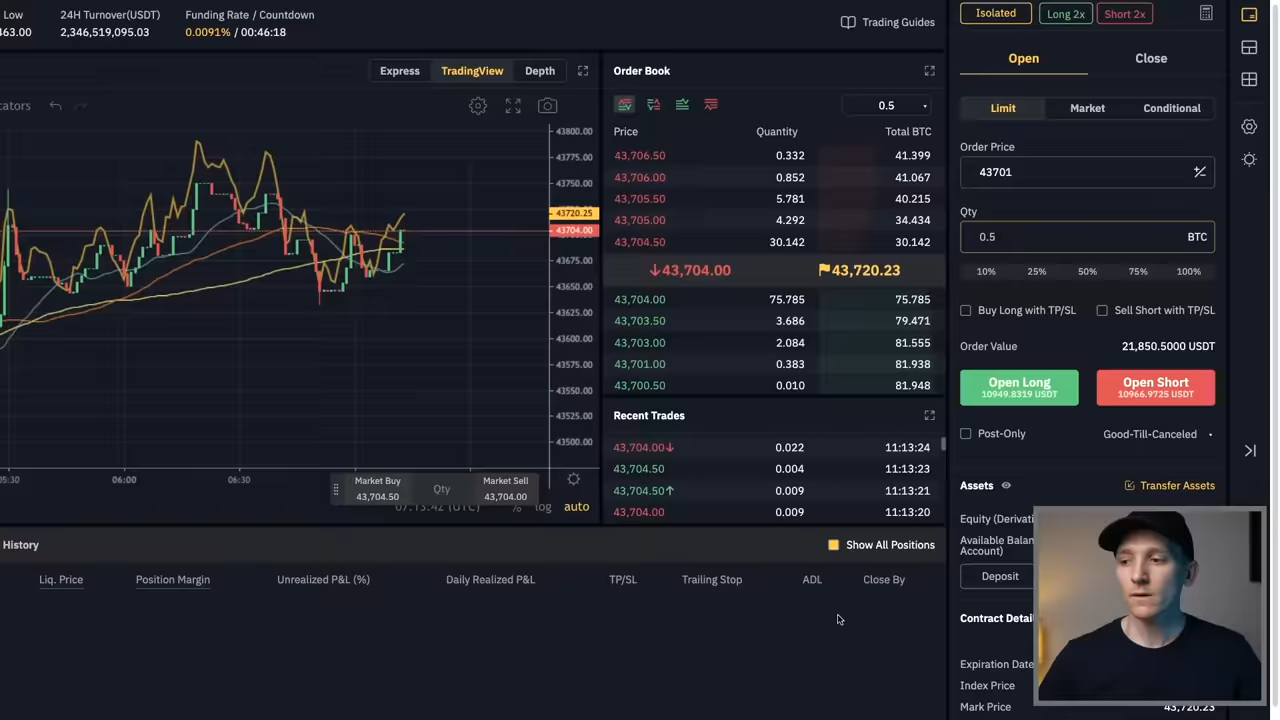 Low 24H Turnover(USDT) Funding Rate / Countdown
463.00 2,346,519,095.03 0.0091% / 00:46:18
Trading Guides
Express TradingView Depth
cators
43800.00
43775.00
43750.00
43720.25
43704.00
43675.00
43650.00
43625.00
43600.00
43575.00
43550.00
43525.00
43500.00
05:30 06:00 06:30
Market Buy Qty Market Sell
43,704.50 43,704.00
07:13:42 (UTC) % log auto
Order Book
0.5
Price Quantity Total BTC
43,706.50 0.332 41.399
43,706.00 0.852 41.067
43,705.50 5.781 40.215
43,705.00 4.292 34.434
43,704.50 30.142 30.142
↓43,704.00 43,720.23
43,704.00 75.785 75.785
43,703.50 3.686 79.471
43,703.00 2.084 81.555
43,701.00 0.383 81.938
43,700.50 0.010 81.948
Recent Trades
43,704.00↓ 0.022 11:13:24
43,704.50 0.004 11:13:23
43,704.50↑ 0.009 11:13:21
43,704.00 0.009 11:13:20
History Show All Positions
Liq. Price Position Margin Unrealized P&L (%) Daily Realized P&L TP/SL Trailing Stop ADL Close By
Isolated Long 2x Short 2x
Open Close
Limit Market Conditional
Order Price
43701
Qty
0.5 BTC
10% 25% 50% 75% 100%
Buy Long with TP/SL Sell Short with TP/SL
Order Value 21,850.5000 USDT
Open Long Open Short
10949.8319 USDT 10966.9725 USDT
Post-Only Good-Till-Canceled
Assets Transfer Assets
Equity (Derivati
Available Balan
Account)
Deposit
Contract Detai
Expiration Date
Index Price
Mark Price 43,720.23